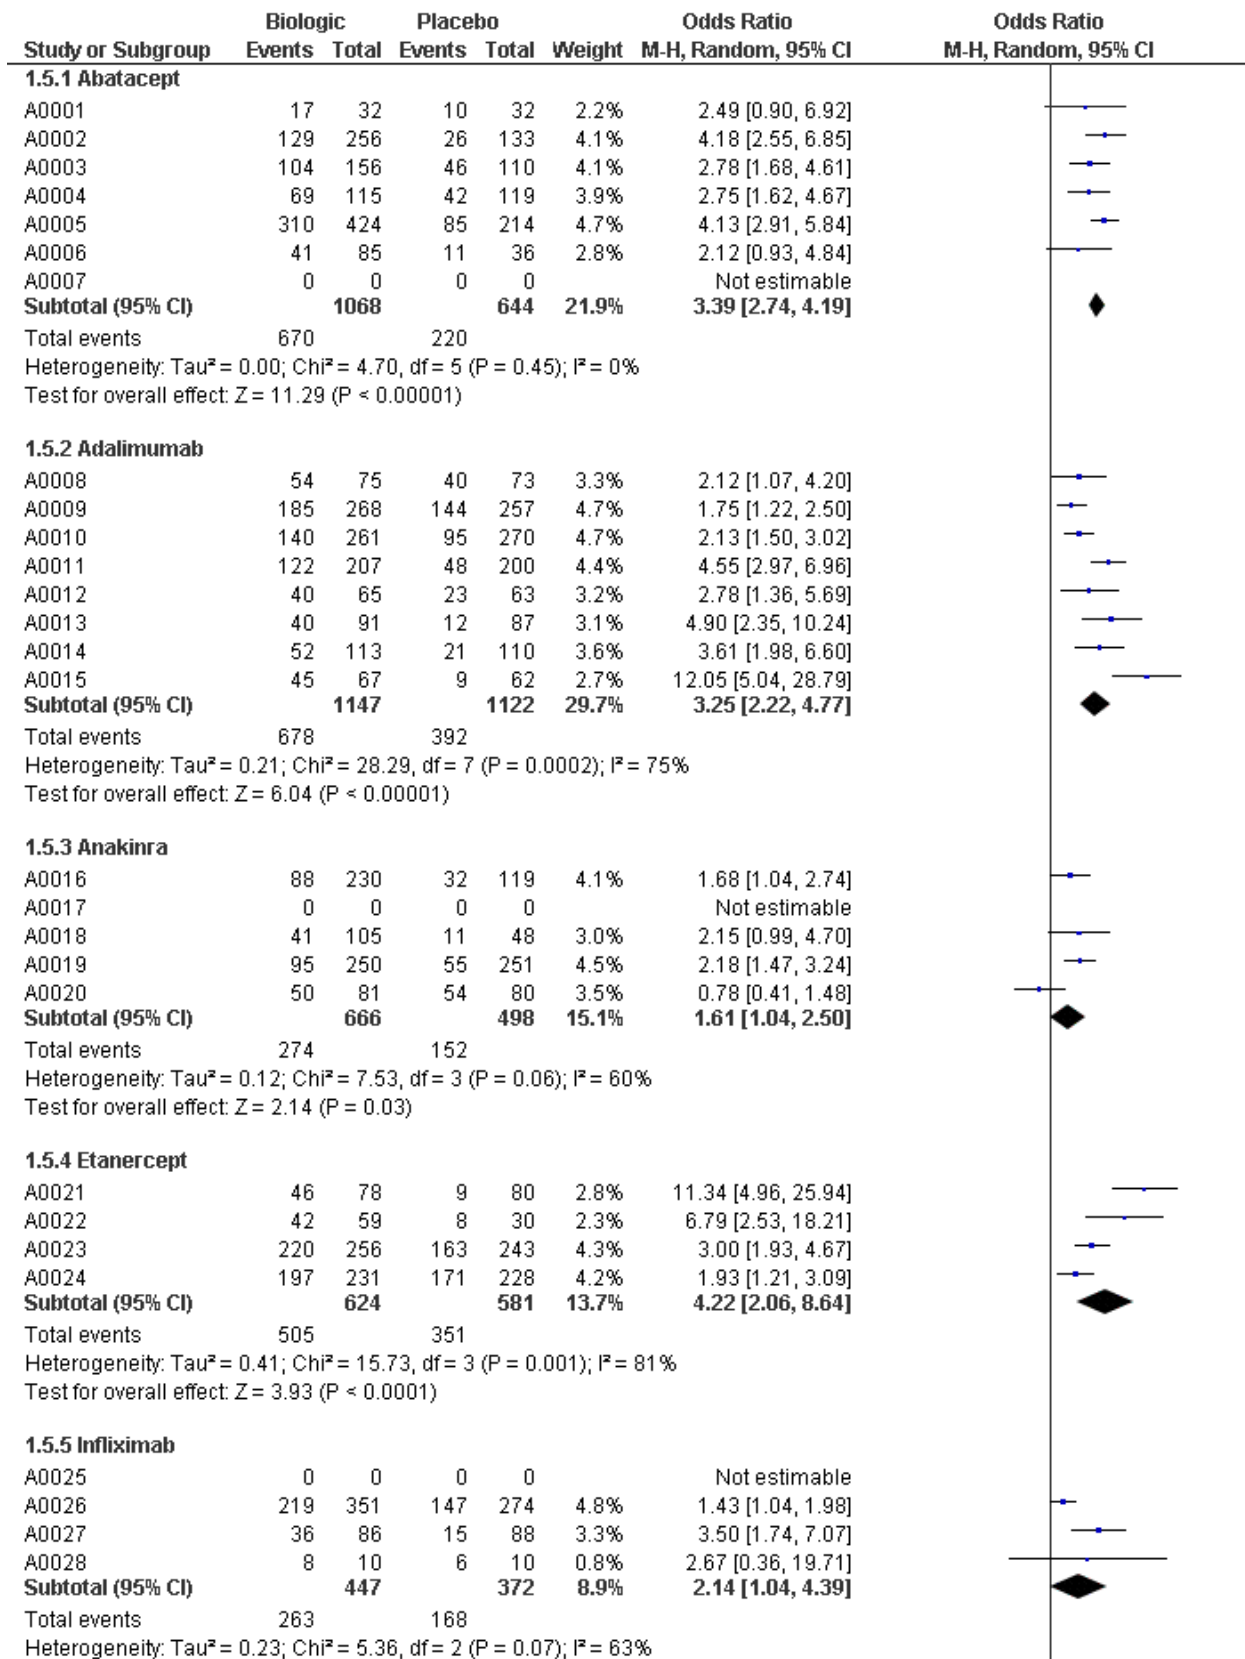 Biologic Placebo Odds Ratio Odds Ratio
Study or Subgroup Events Total Events Total Weight M-H, Random, 95% CI M-H, Random, 95% CI
1.5.1 Abatacept
A0001 17 32 10 32 2.2% 2.49 [0.90, 6.92]
A0002 129 256 26 133 4.1% 4.18 [2.55, 6.85]
A0003 104 156 46 110 4.1% 2.78 [1.68, 4.61]
A0004 69 115 42 119 3.9% 2.75 [1.62, 4.67]
A0005 310 424 85 214 4.7% 4.13 [2.91, 5.84]
A0006 41 85 11 36 2.8% 2.12 [0.93, 4.84]
A0007 0 0 0 0 Not estimable
Subtotal (95% CI) 1068 644 21.9% 3.39 [2.74, 4.19]
Total events 670 220
Heterogeneity: Tau² = 0.00; Chi² = 4.70, df = 5 (P = 0.45); I² = 0%
Test for overall effect: Z = 11.29 (P < 0.00001)
1.5.2 Adalimumab
A0008 54 75 40 73 3.3% 2.12 [1.07, 4.20]
A0009 185 268 144 257 4.7% 1.75 [1.22, 2.50]
A0010 140 261 95 270 4.7% 2.13 [1.50, 3.02]
A0011 122 207 48 200 4.4% 4.55 [2.97, 6.96]
A0012 40 65 23 63 3.2% 2.78 [1.36, 5.69]
A0013 40 91 12 87 3.1% 4.90 [2.35, 10.24]
A0014 52 113 21 110 3.6% 3.61 [1.98, 6.60]
A0015 45 67 9 62 2.7% 12.05 [5.04, 28.79]
Subtotal (95% CI) 1147 1122 29.7% 3.25 [2.22, 4.77]
Total events 678 392
Heterogeneity: Tau² = 0.21; Chi² = 28.29, df = 7 (P = 0.0002); I² = 75%
Test for overall effect: Z = 6.04 (P < 0.00001)
1.5.3 Anakinra
A0016 88 230 32 119 4.1% 1.68 [1.04, 2.74]
A0017 0 0 0 0 Not estimable
A0018 41 105 11 48 3.0% 2.15 [0.99, 4.70]
A0019 95 250 55 251 4.5% 2.18 [1.47, 3.24]
A0020 50 81 54 80 3.5% 0.78 [0.41, 1.48]
Subtotal (95% CI) 666 498 15.1% 1.61 [1.04, 2.50]
Total events 274 152
Heterogeneity: Tau² = 0.12; Chi² = 7.53, df = 3 (P = 0.06); I² = 60%
Test for overall effect: Z = 2.14 (P = 0.03)
1.5.4 Etanercept
A0021 46 78 9 80 2.8% 11.34 [4.96, 25.94]
A0022 42 59 8 30 2.3% 6.79 [2.53, 18.21]
A0023 220 256 163 243 4.3% 3.00 [1.93, 4.67]
A0024 197 231 171 228 4.2% 1.93 [1.21, 3.09]
Subtotal (95% CI) 624 581 13.7% 4.22 [2.06, 8.64]
Total events 505 351
Heterogeneity: Tau² = 0.41; Chi² = 15.73, df = 3 (P = 0.001); I² = 81%
Test for overall effect: Z = 3.93 (P < 0.0001)
1.5.5 Infliximab
A0025 0 0 0 0 Not estimable
A0026 219 351 147 274 4.8% 1.43 [1.04, 1.98]
A0027 36 86 15 88 3.3% 3.50 [1.74, 7.07]
A0028 8 10 6 10 0.8% 2.67 [0.36, 19.71]
Subtotal (95% CI) 447 372 8.9% 2.14 [1.04, 4.39]
Total events 263 168
Heterogeneity: Tau² = 0.23; Chi² = 5.36, df = 2 (P = 0.07); I² = 63%